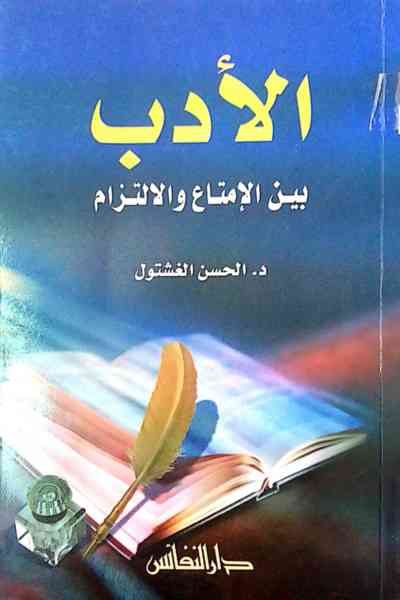 الأدب
بين الإمتاع والالتزام
د. الحسن الغشتول
دار النفائس